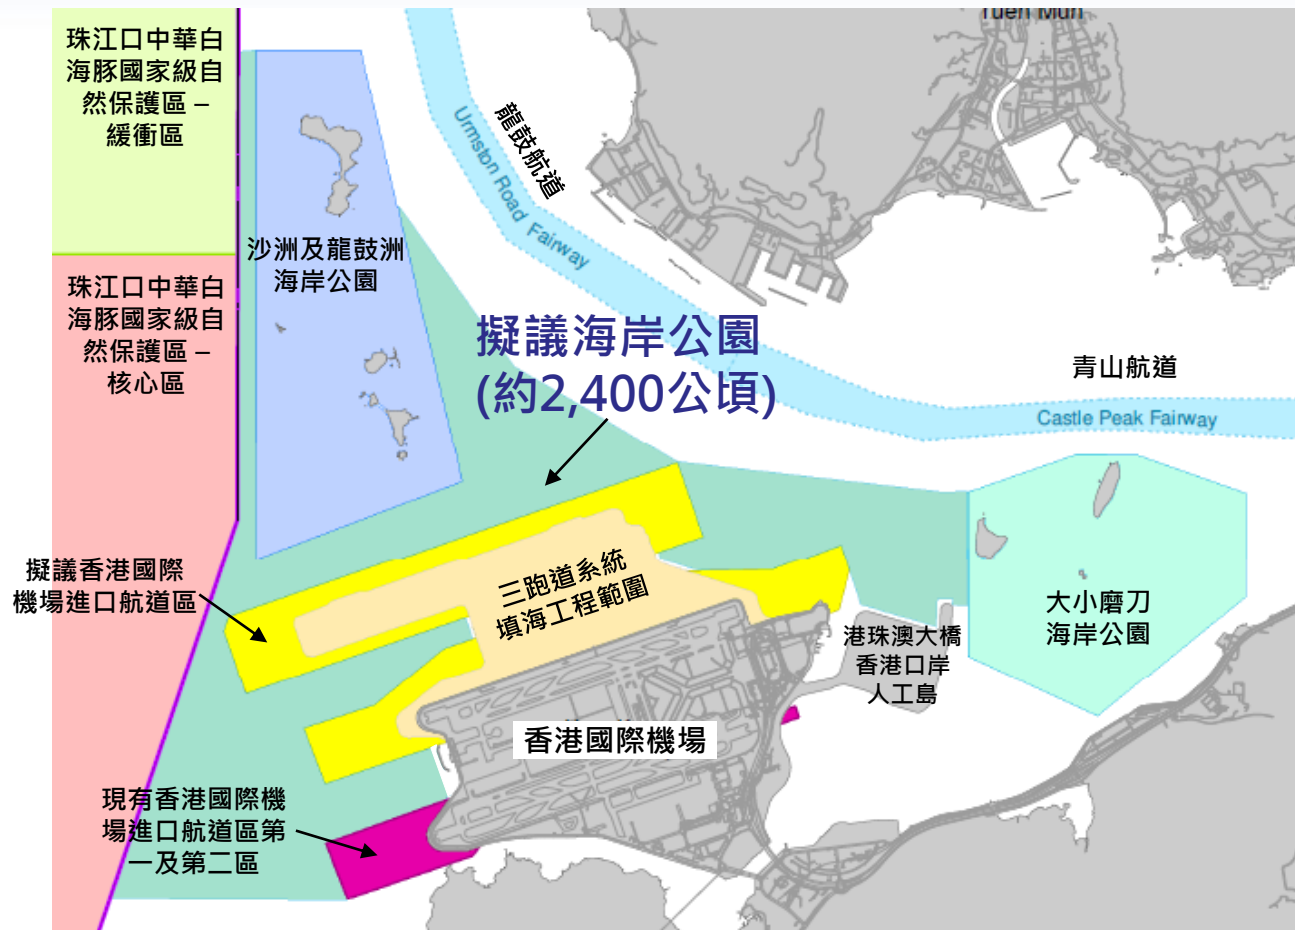 珠江口中華白
海豚國家級自
然保護區 –
緩衝區
Tuen Mun
龍鼓航道
Urmston Road Fairway
沙洲及龍鼓洲
海岸公園
珠江口中華白
海豚國家級自
然保護區 –
核心區
擬議海岸公園
(約2,400公頃)
青山航道
Castle Peak Fairway
擬議香港國際
機場進口航道區
三跑道系統
填海工程範圍
大小磨刀
海岸公園
港珠澳大橋
香港口岸
人工島
香港國際機場
現有香港國際機
場進口航道區第
一及第二區